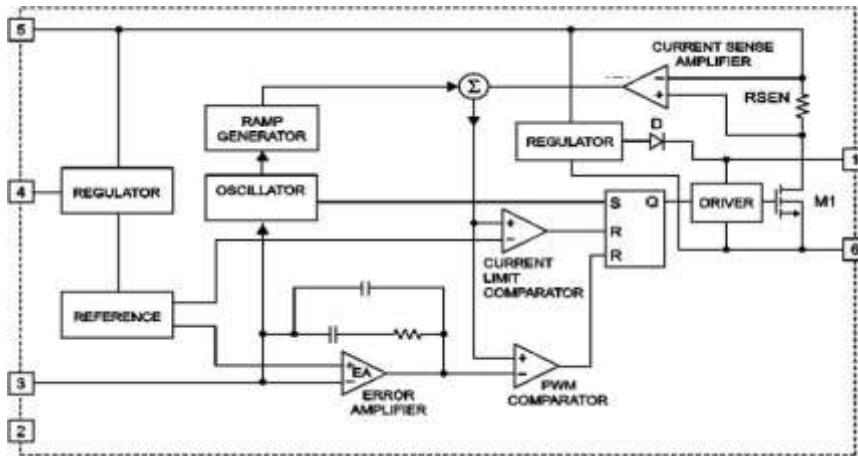 5
CURRENT SENSE
AMPLIFIER
Σ
RSEN
RAMP
GENERATOR
D
REGULATOR
1
4
REGULATOR
OSCILLATOR
S Q
DRIVER
M1
R
R
CURRENT
LIMIT
COMPARATOR
6
REFERENCE
EA
ERROR
AMPLIFIER
PWM
COMPARATOR
3
2